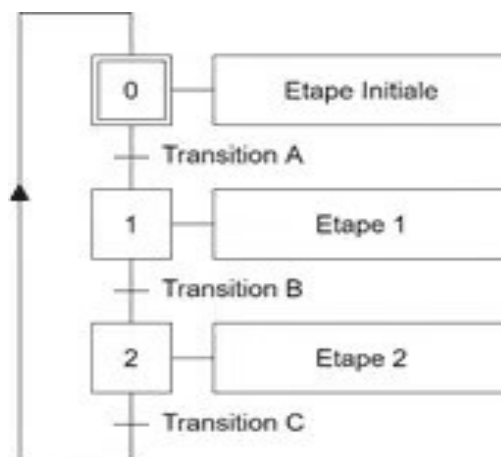 0 Etape Initiale
Transition A
1 Etape 1
Transition B
2 Etape 2
Transition C